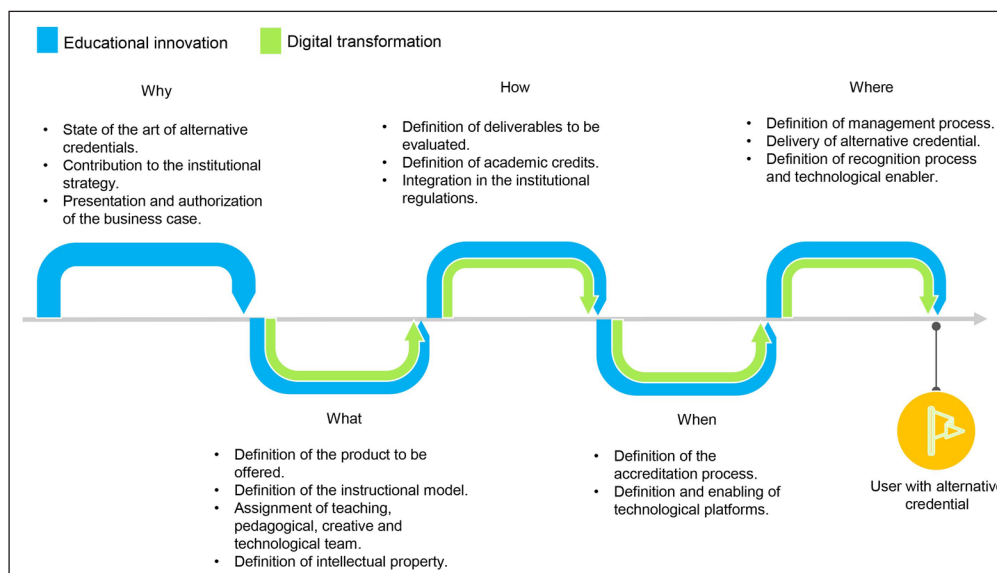 Educational innovation
Digital transformation
Why
• State of the art of alternative
credentials.
• Contribution to the institutional
strategy.
• Presentation and authorization
of the business case.
How
• Definition of deliverables to be
evaluated.
• Definition of academic credits.
• Integration in the institutional
regulations.
Where
• Definition of management process.
• Delivery of alternative credential.
• Definition of recognition process
and technological enabler.
What
• Definition of the product to be
offered.
• Definition of the instructional model.
• Assignment of teaching,
pedagogical, creative and
technological team.
• Definition of intellectual property.
When
• Definition of the
accreditation process.
• Definition and enabling of
technological platforms.
User with alternative
credential